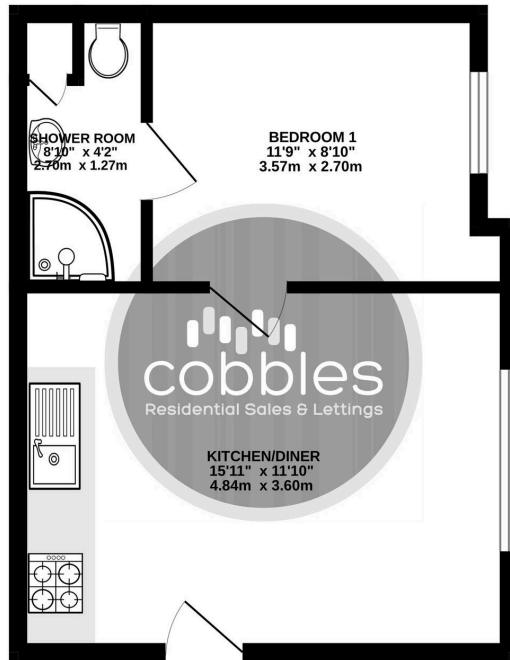 SHOWER ROOM
8'10" x 4'2"
2.70m x 1.27m
BEDROOM 1
11'9" x 8'10"
3.57m x 2.70m
cobbles
Residential Sales & Lettings
KITCHEN/DINER
15'11" x 11'10"
4.84m x 3.60m